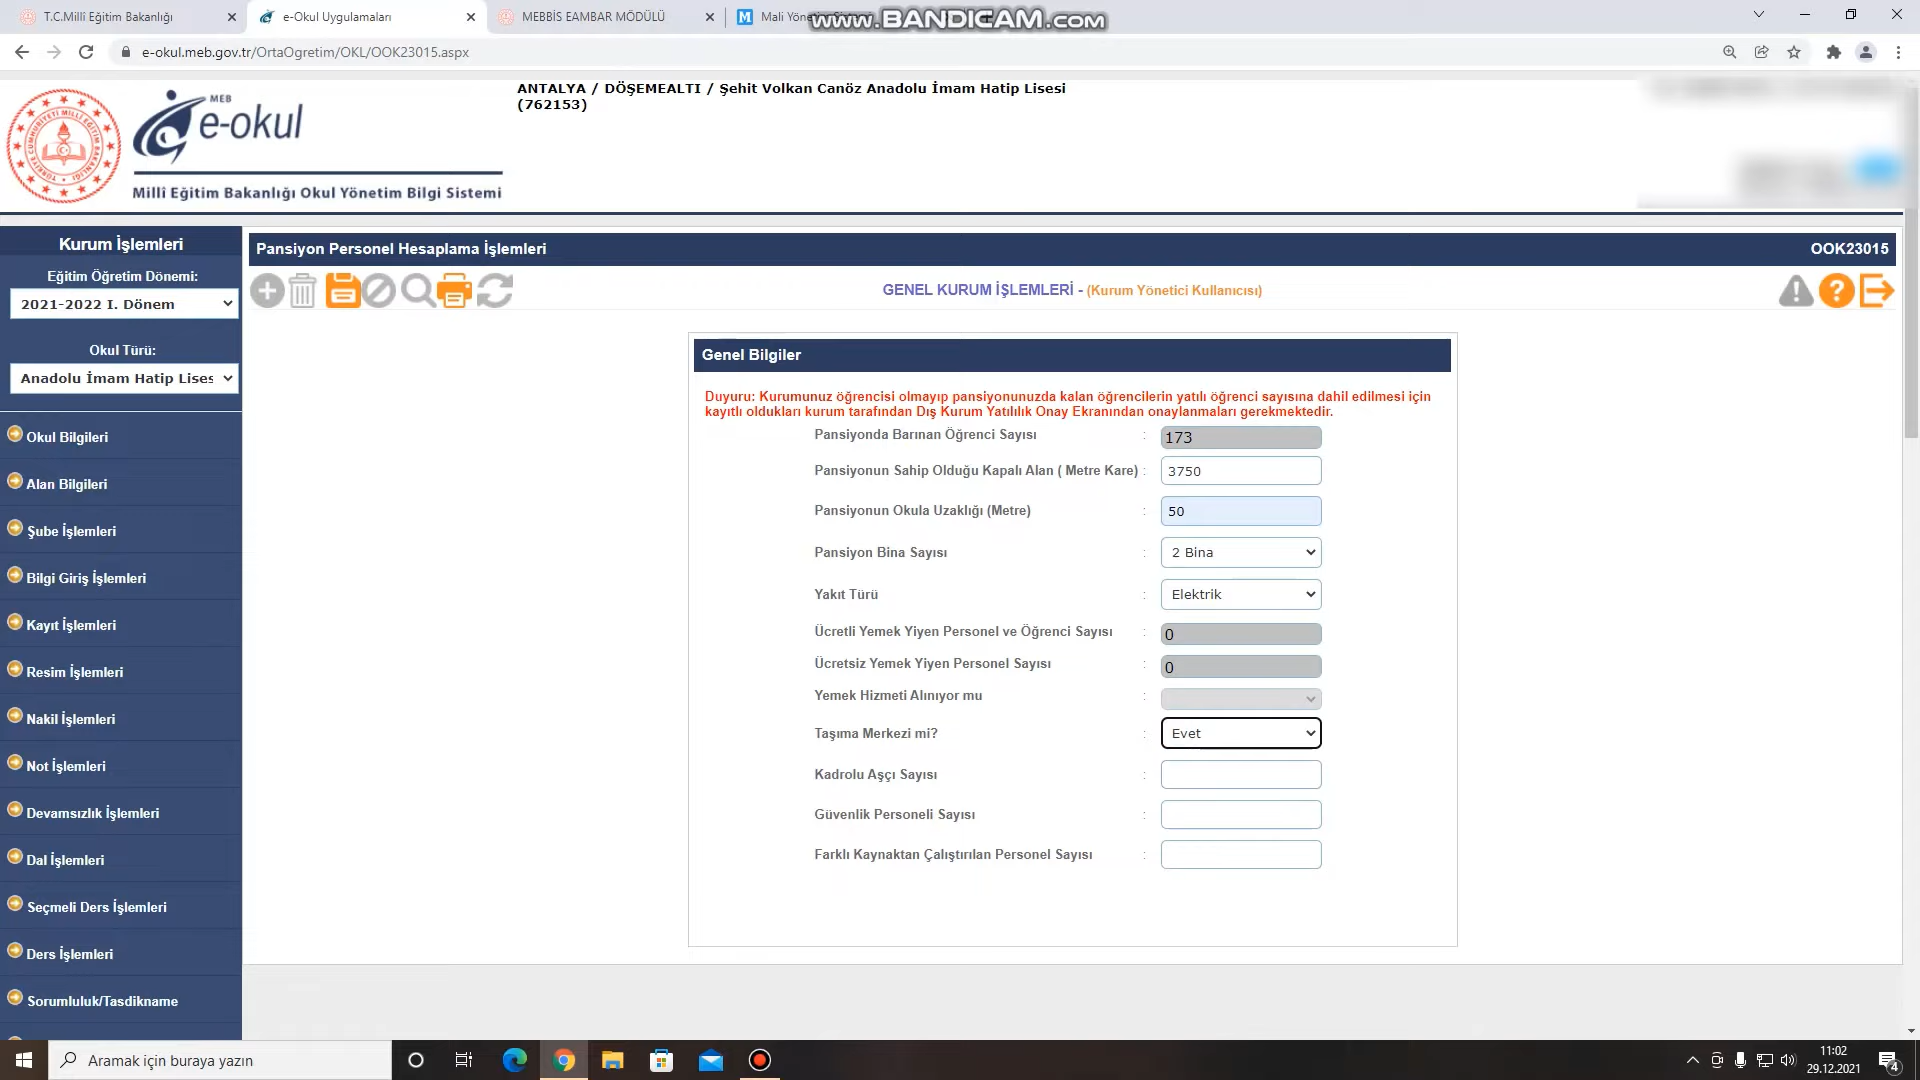 T.C.Millî Eğitim Bakanlığı
e-Okul Uygulamaları
MEBBİS EAMBAR MÖDÜLÜ
Mali Yöne
www.BANDICAM.com
e-okul.meb.gov.tr/OrtaOgretim/OKL/OOK23015.aspx
MEB
e-okul
Millî Eğitim Bakanlığı Okul Yönetim Bilgi Sistemi
ANTALYA / DÖŞEMEALTI / Şehit Volkan Canöz Anadolu İmam Hatip Lisesi
(762153)
Kurum İşlemleri
Eğitim Öğretim Dönemi:
2021-2022 I. Dönem
Okul Türü:
Anadolu İmam Hatip Lises
Okul Bilgileri
Alan Bilgileri
Şube İşlemleri
Bilgi Giriş İşlemleri
Kayıt İşlemleri
Resim İşlemleri
Nakil İşlemleri
Not İşlemleri
Devamsızlık İşlemleri
Dal İşlemleri
Seçmeli Ders İşlemleri
Ders İşlemleri
Sorumluluk/Tasdikname
Pansiyon Personel Hesaplama İşlemleri
OOK23015
GENEL KURUM İŞLEMLERİ - (Kurum Yönetici Kullanıcısı)
Genel Bilgiler
Duyuru: Kurumunuz öğrencisi olmayıp pansiyonunuzda kalan öğrencilerin yatılı öğrenci sayısına dahil edilmesi için
kayıtlı oldukları kurum tarafından Dış Kurum Yatılılık Onay Ekranından onaylanmaları gerekmektedir.
Pansiyonda Barınan Öğrenci Sayısı : 173
Pansiyonun Sahip Olduğu Kapalı Alan ( Metre Kare) : 3750
Pansiyonun Okula Uzaklığı (Metre) : 50
Pansiyon Bina Sayısı : 2 Bina
Yakıt Türü : Elektrik
Ücretli Yemek Yiyen Personel ve Öğrenci Sayısı : 0
Ücretsiz Yemek Yiyen Personel Sayısı : 0
Yemek Hizmeti Alınıyor mu :
Taşıma Merkezi mi? : Evet
Kadrolu Aşçı Sayısı :
Güvenlik Personeli Sayısı :
Farklı Kaynaktan Çalıştırılan Personel Sayısı :
Aramak için buraya yazın
11:02
29.12.2021
4